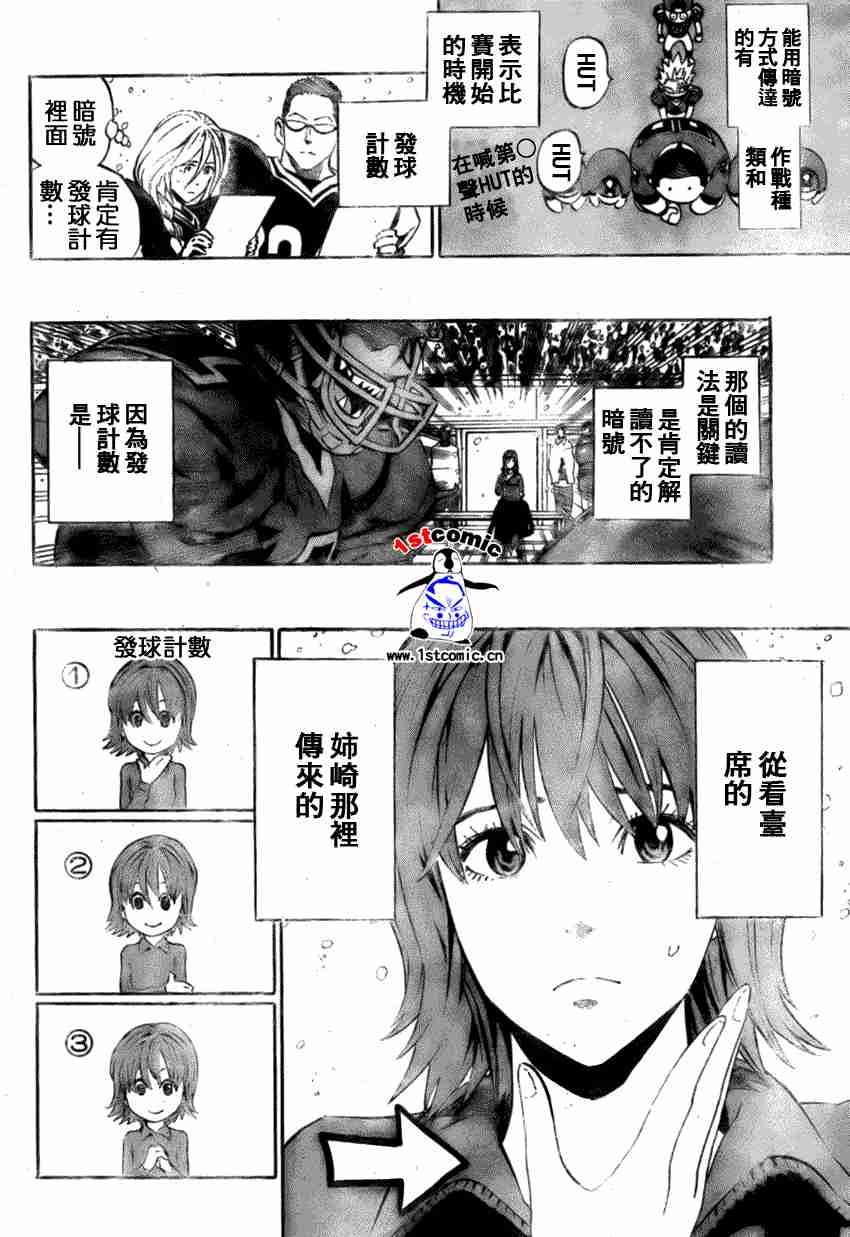 能用暗號
方式傳達
的有
作戰種
類和
HUT
HUT
表示比
賽開始
的時機
發球
計數
在喊第○
聲HUT的
時候
暗號
裡面
肯定有
發球計
數…
那個的讀
法是關鍵
是肯定解
讀不了的
暗號
因為發
球計數
是——
1stcomic
www.1stcomic.cn
從看臺
席的
姉崎那裡
傳來的
發球計數
①
②
③